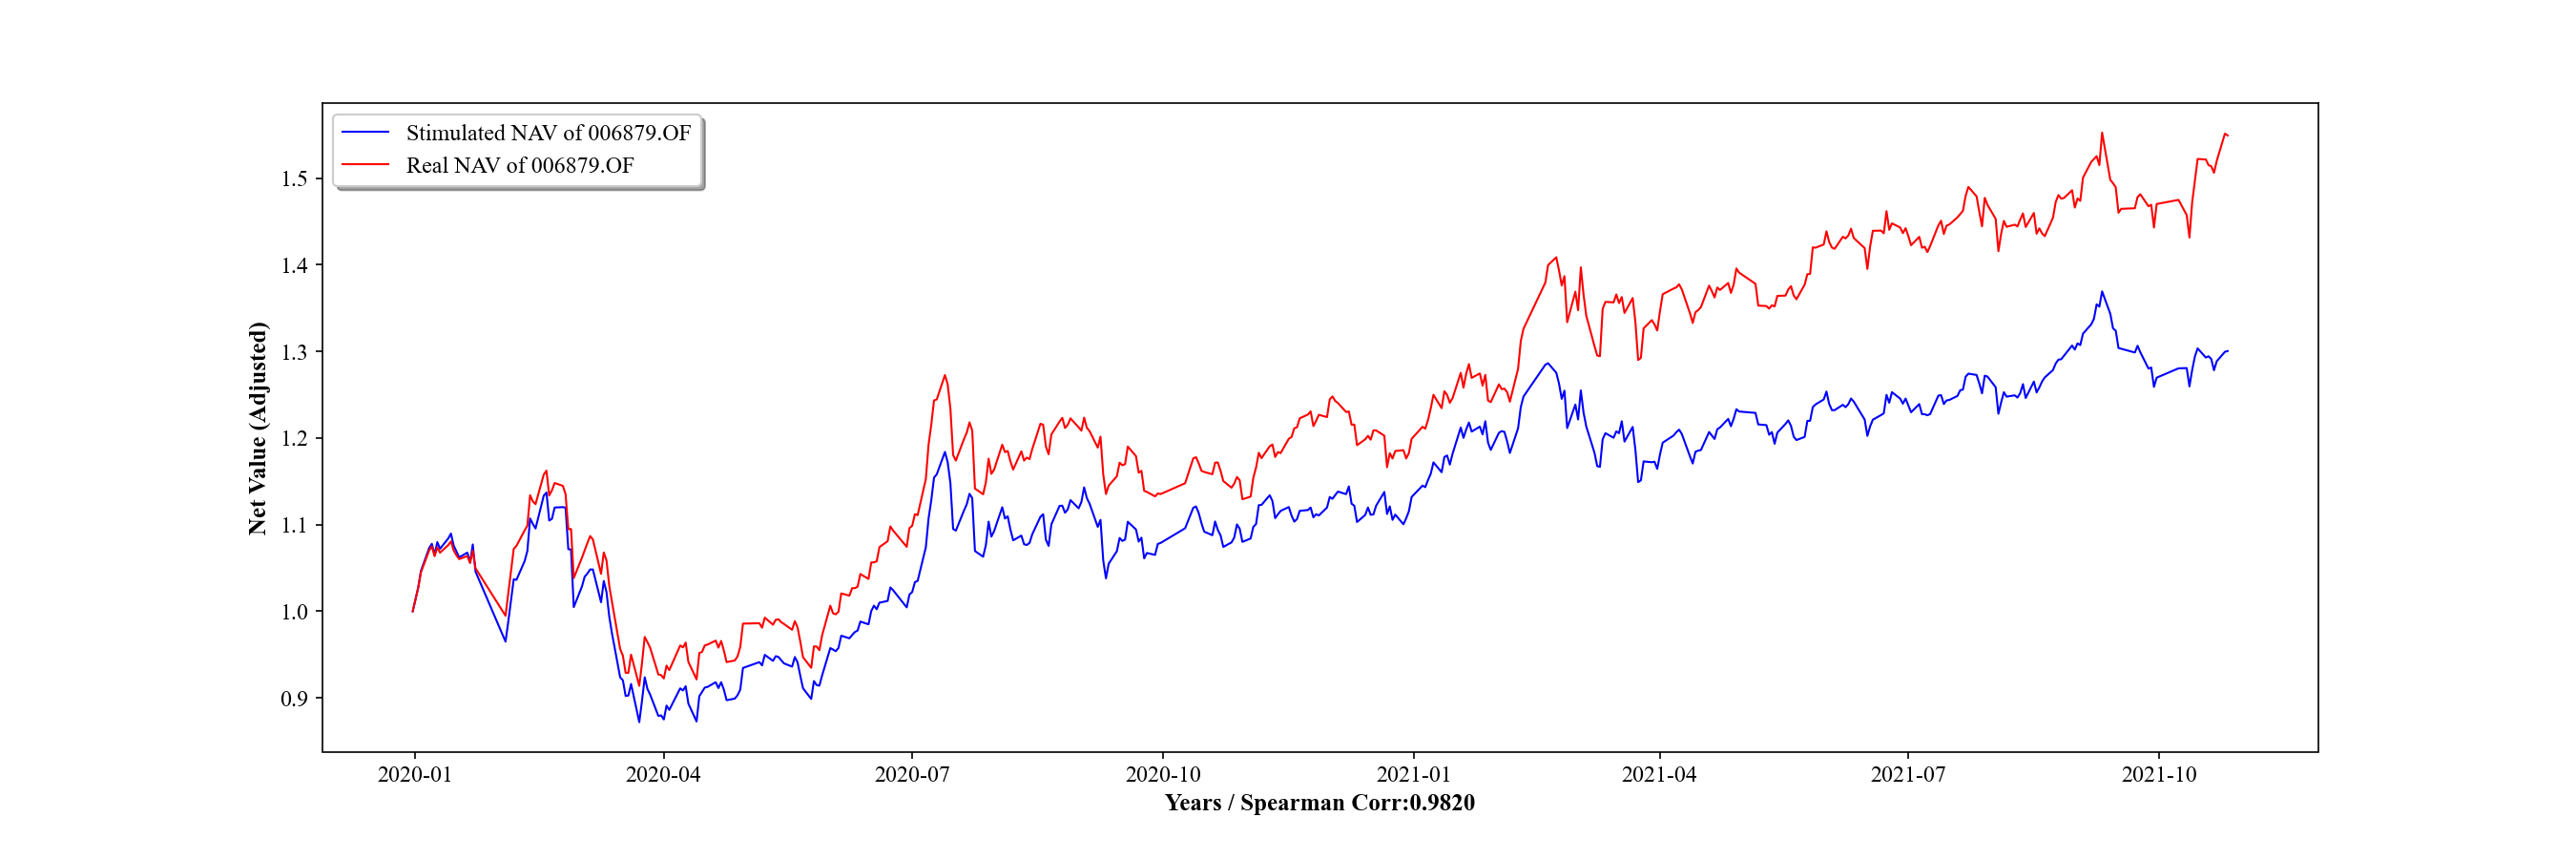 Stimulated NAV of 006879.OF
Real NAV of 006879.OF
Net Value (Adjusted)
1.5
1.4
1.3
1.2
1.1
1.0
0.9
2020-01 2020-04 2020-07 2020-10 2021-01 2021-04 2021-07 2021-10
Years / Spearman Corr:0.9820